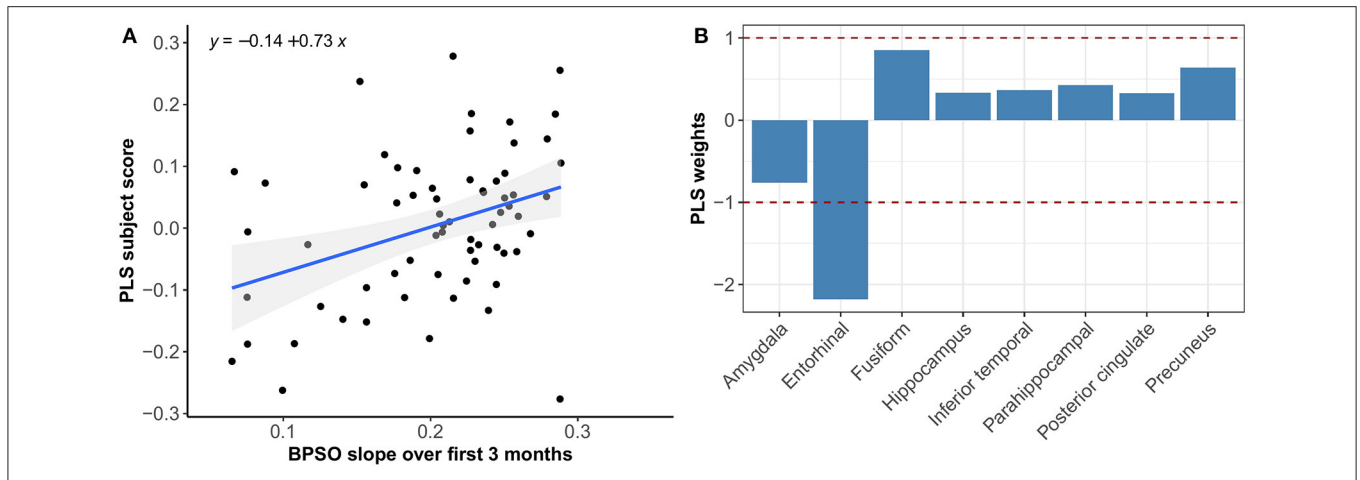 A
y = −0.14 +0.73 x
PLS subject score
0.3
0.2
0.1
0.0
−0.1
−0.2
−0.3
0.1 0.2 0.3
BPSO slope over first 3 months
B
PLS weights
1
0
−1
−2
Amygdala
Entorhinal
Fusiform
Hippocampus
Inferior temporal
Parahippocampal
Posterior cingulate
Precuneus